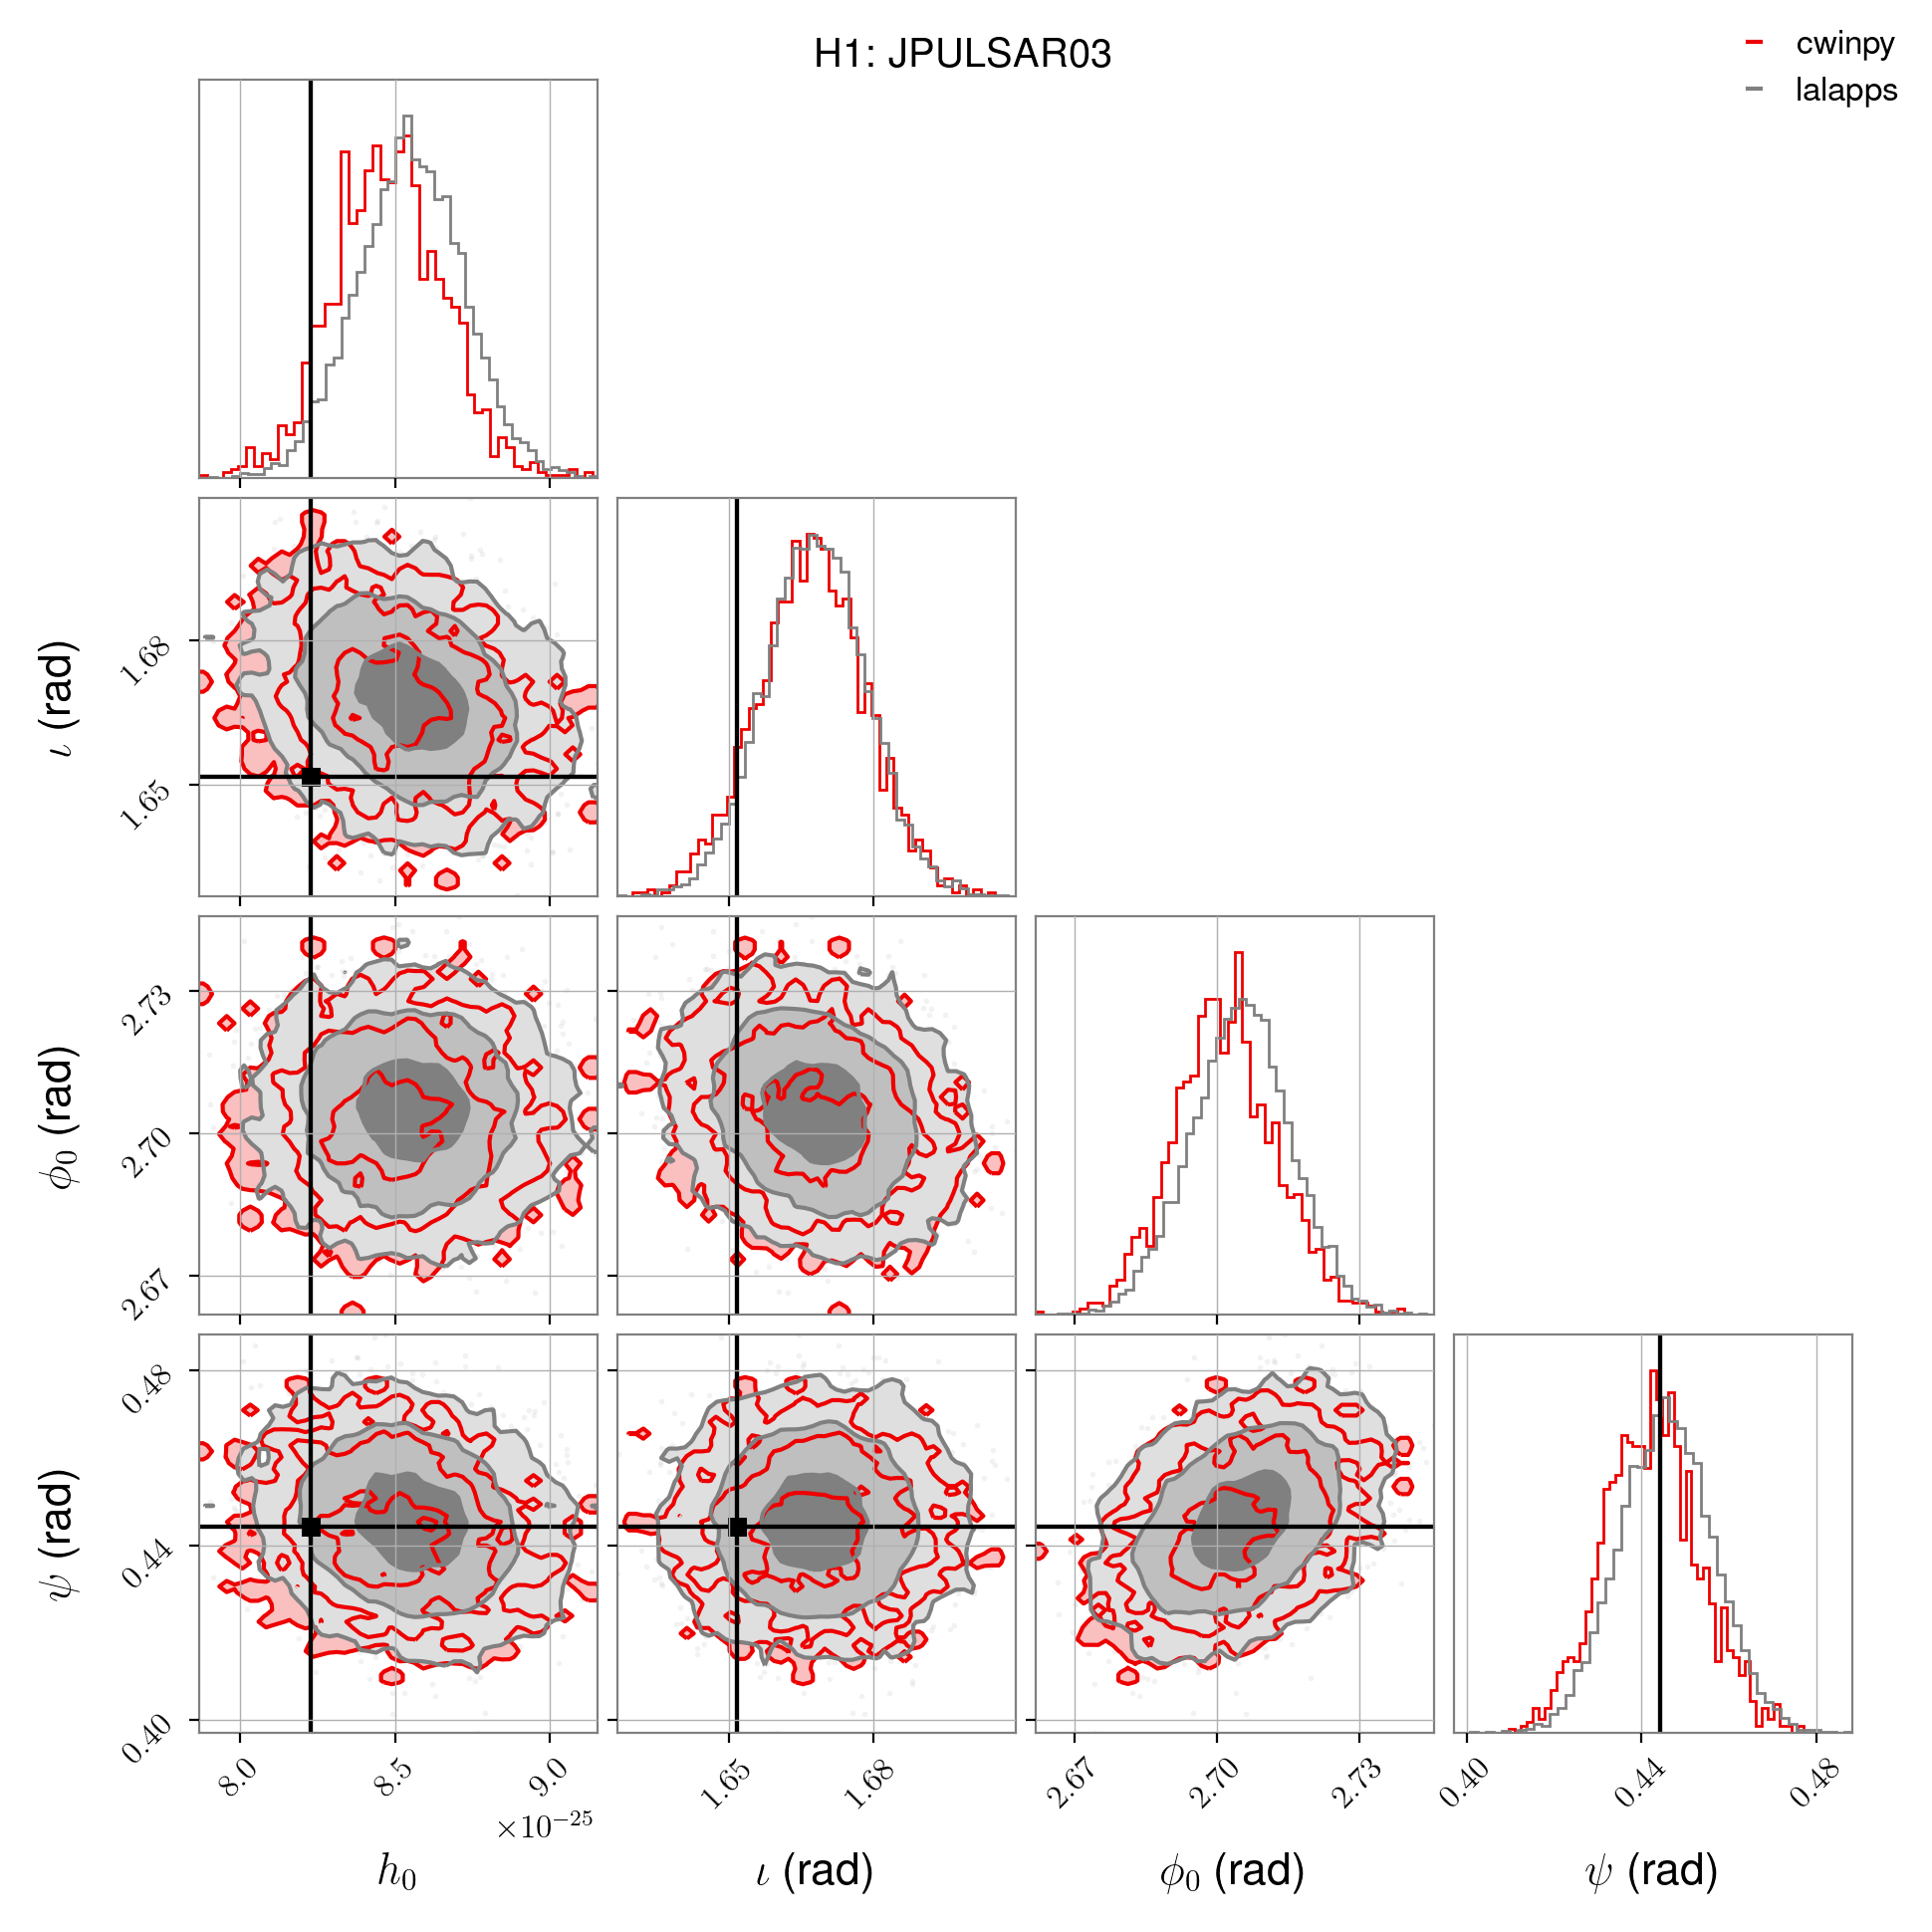 H1: JPULSAR03
cwinpy
lalapps
ι (rad)
1.68
1.65
ϕ₀ (rad)
2.73
2.70
2.67
ψ (rad)
0.48
0.44
0.40
8.0 8.5 9.0
×10⁻²⁵
1.65 1.68
2.67 2.70 2.73
0.40 0.44 0.48
h₀
ι (rad)
ϕ₀ (rad)
ψ (rad)